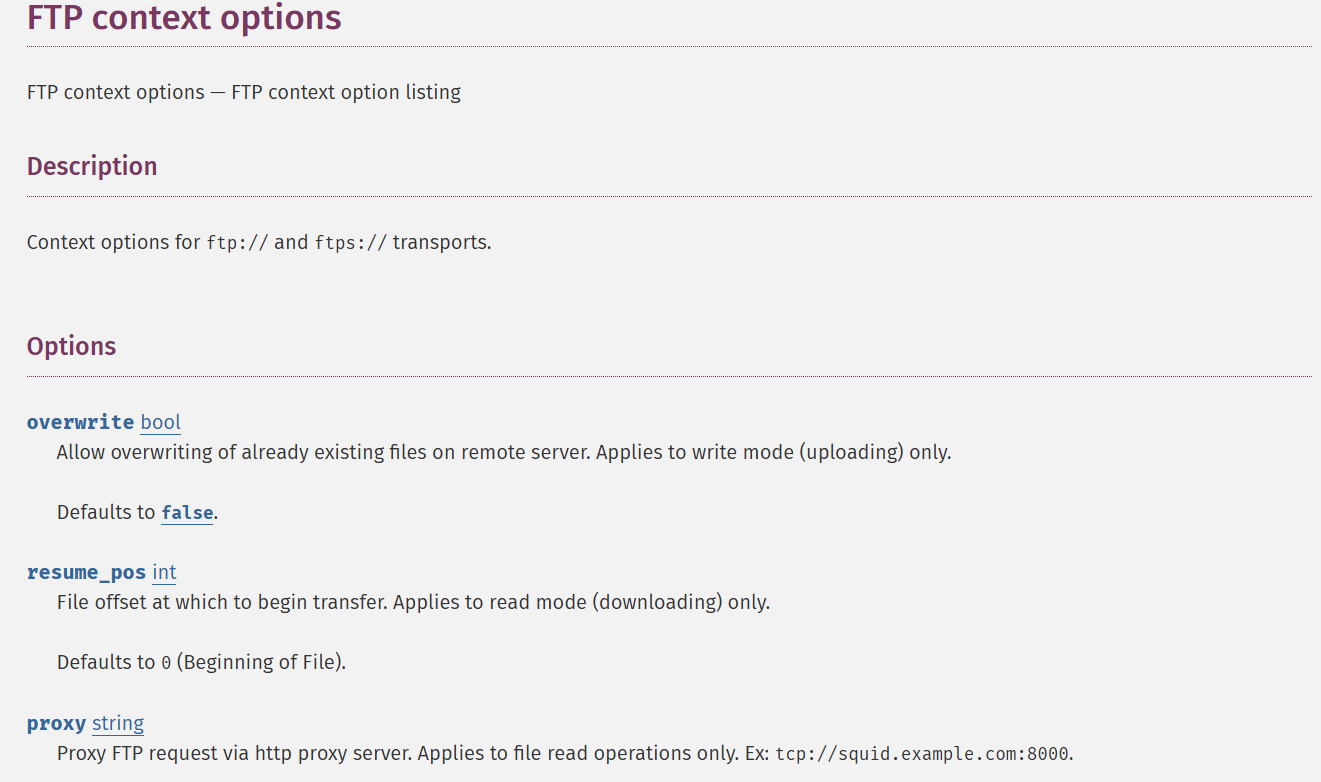 FTP context options
FTP context options — FTP context option listing
Description
Context options for ftp:// and ftps:// transports.
Options
overwrite bool
Allow overwriting of already existing files on remote server. Applies to write mode (uploading) only.
Defaults to false.
resume_pos int
File offset at which to begin transfer. Applies to read mode (downloading) only.
Defaults to 0 (Beginning of File).
proxy string
Proxy FTP request via http proxy server. Applies to file read operations only. Ex: tcp://squid.example.com:8000.